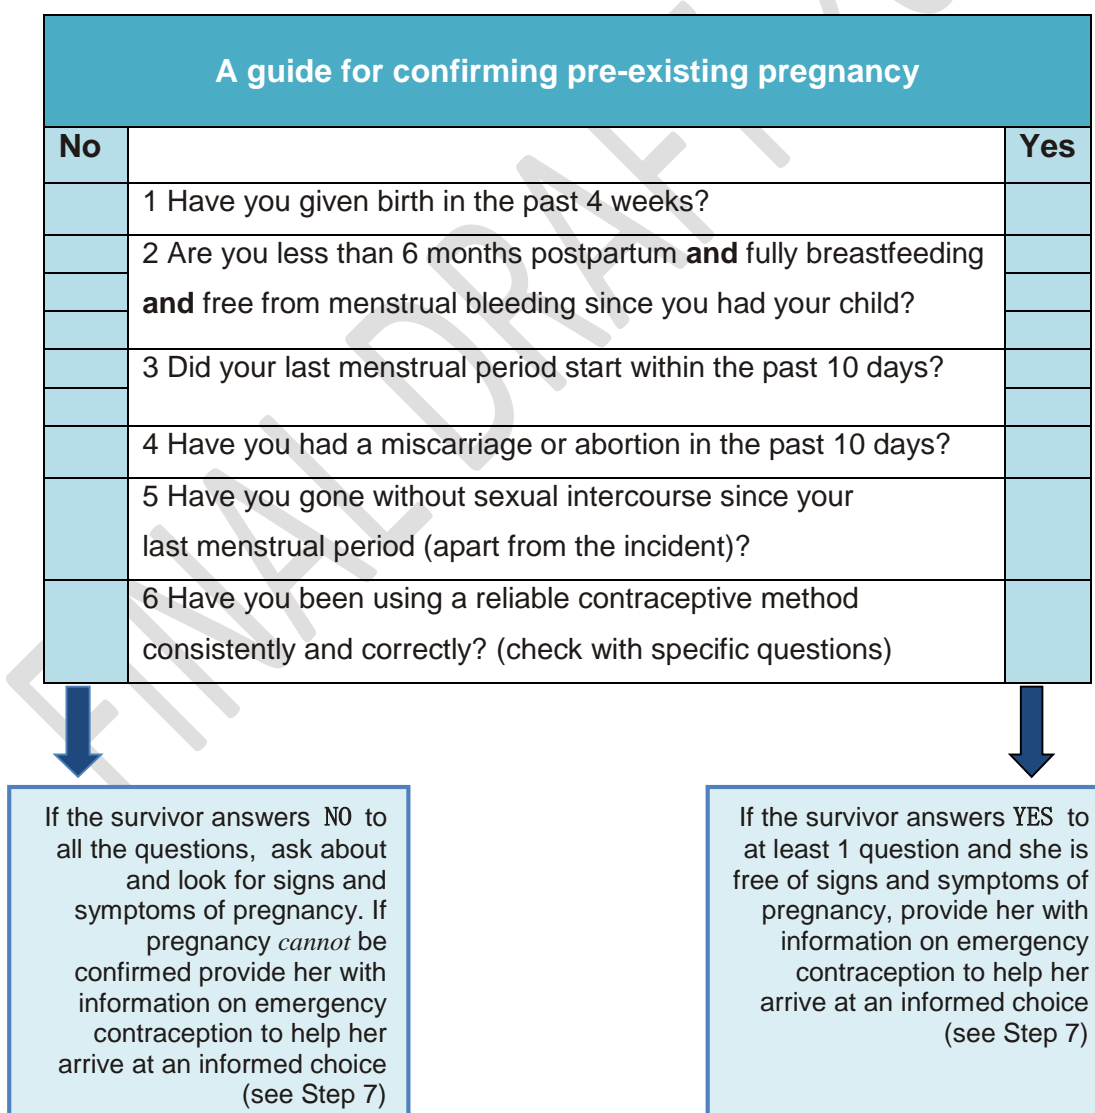 A guide for confirming pre-existing pregnancy
No
Yes
1 Have you given birth in the past 4 weeks?
2 Are you less than 6 months postpartum and fully breastfeeding
and free from menstrual bleeding since you had your child?
3 Did your last menstrual period start within the past 10 days?
4 Have you had a miscarriage or abortion in the past 10 days?
5 Have you gone without sexual intercourse since your
last menstrual period (apart from the incident)?
6 Have you been using a reliable contraceptive method
consistently and correctly? (check with specific questions)
If the survivor answers NO to
all the questions, ask about
and look for signs and
symptoms of pregnancy. If
pregnancy cannot be
confirmed provide her with
information on emergency
contraception to help her
arrive at an informed choice
(see Step 7)
If the survivor answers YES to
at least 1 question and she is
free of signs and symptoms of
pregnancy, provide her with
information on emergency
contraception to help her
arrive at an informed choice
(see Step 7)
FINAL DRAFT